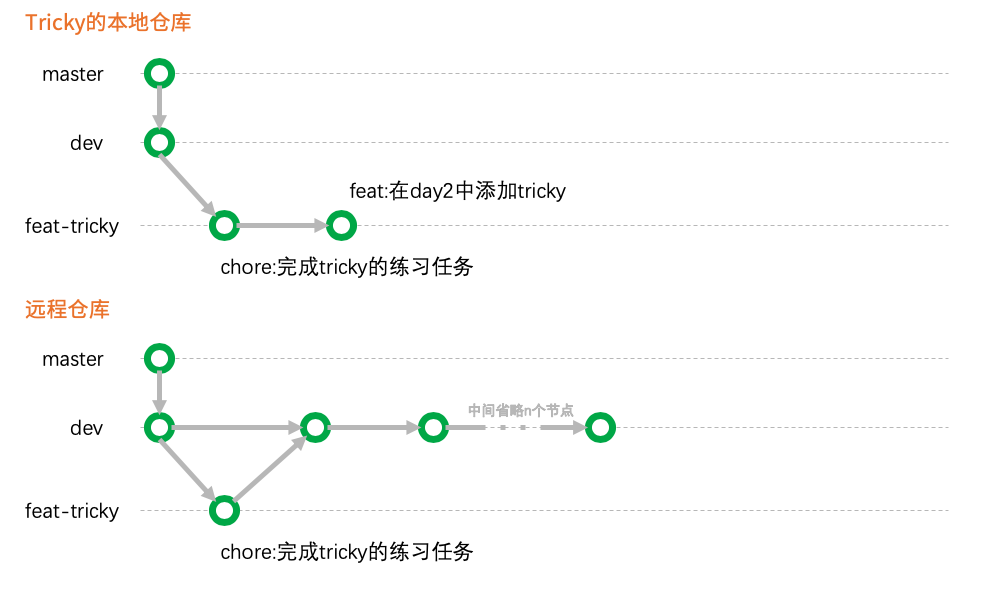 Tricky的本地仓库
master
dev
feat:在day2中添加tricky
feat-tricky
chore:完成tricky的练习任务
远程仓库
master
中间省略n个节点
dev
feat-tricky
chore:完成tricky的练习任务